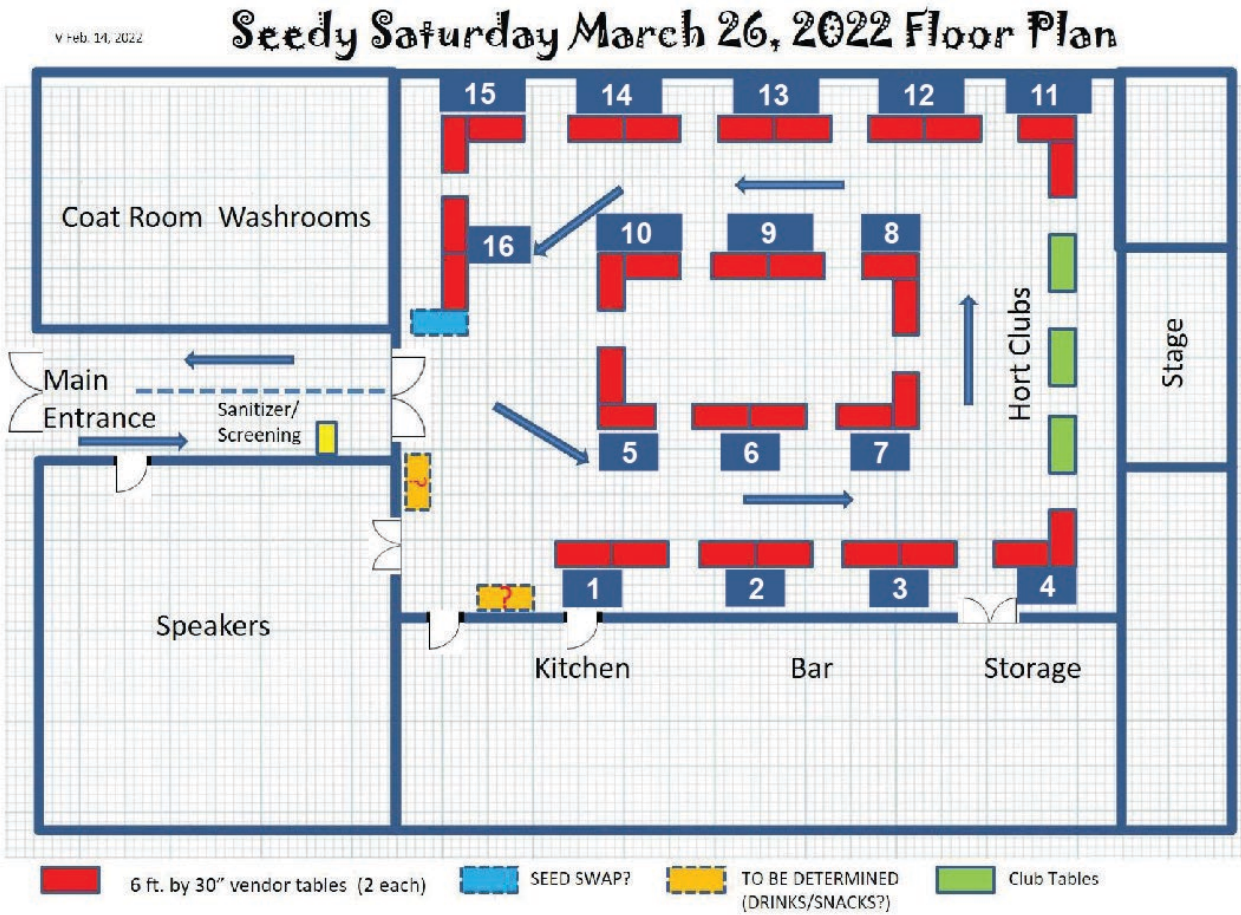 V Feb. 14, 2022
Seedy Saturday March 26, 2022 Floor Plan
15
14
13
12
11
Coat Room Washrooms
16
10
9
8
Hort Clubs
Stage
Main
Entrance
Sanitizer/
Screening
?
5
6
7
?
1
2
3
4
Speakers
Kitchen
Bar
Storage
6 ft. by 30” vendor tables (2 each)
SEED SWAP?
TO BE DETERMINED
(DRINKS/SNACKS?)
Club Tables